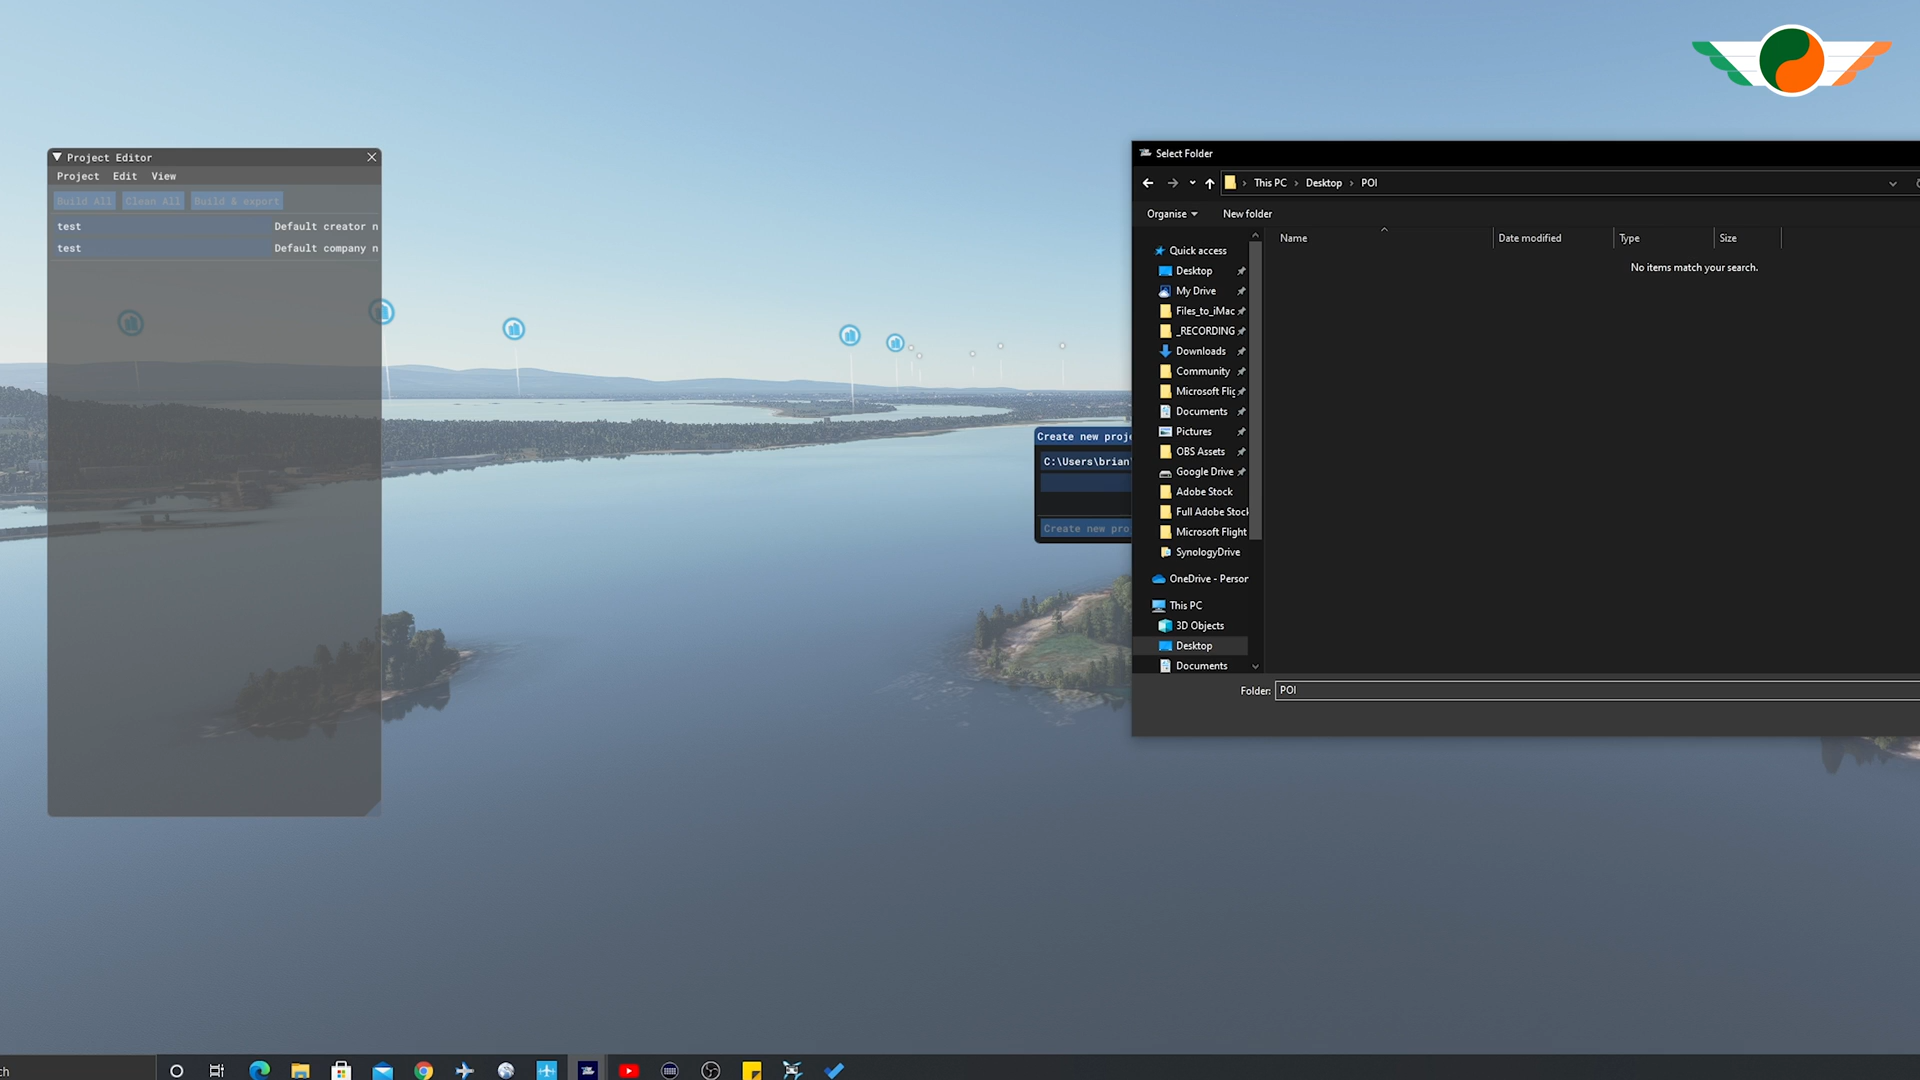 Project Editor
Project Edit View
Build All Clean All Build & export
test Default creator n
test Default company n
Create new proje
C:\Users\brian\
Create new pro
Select Folder
This PC Desktop POI
Organise New folder
Name Date modified Type Size
No items match your search.
Quick access
Desktop
My Drive
Files_to_iMac
_RECORDING
Downloads
Community
Microsoft Flig
Documents
Pictures
OBS Assets
Google Drive
Adobe Stock
Full Adobe Stock
Microsoft Flight
SynologyDrive
OneDrive - Person
This PC
3D Objects
Desktop
Documents
Folder: POI
ch